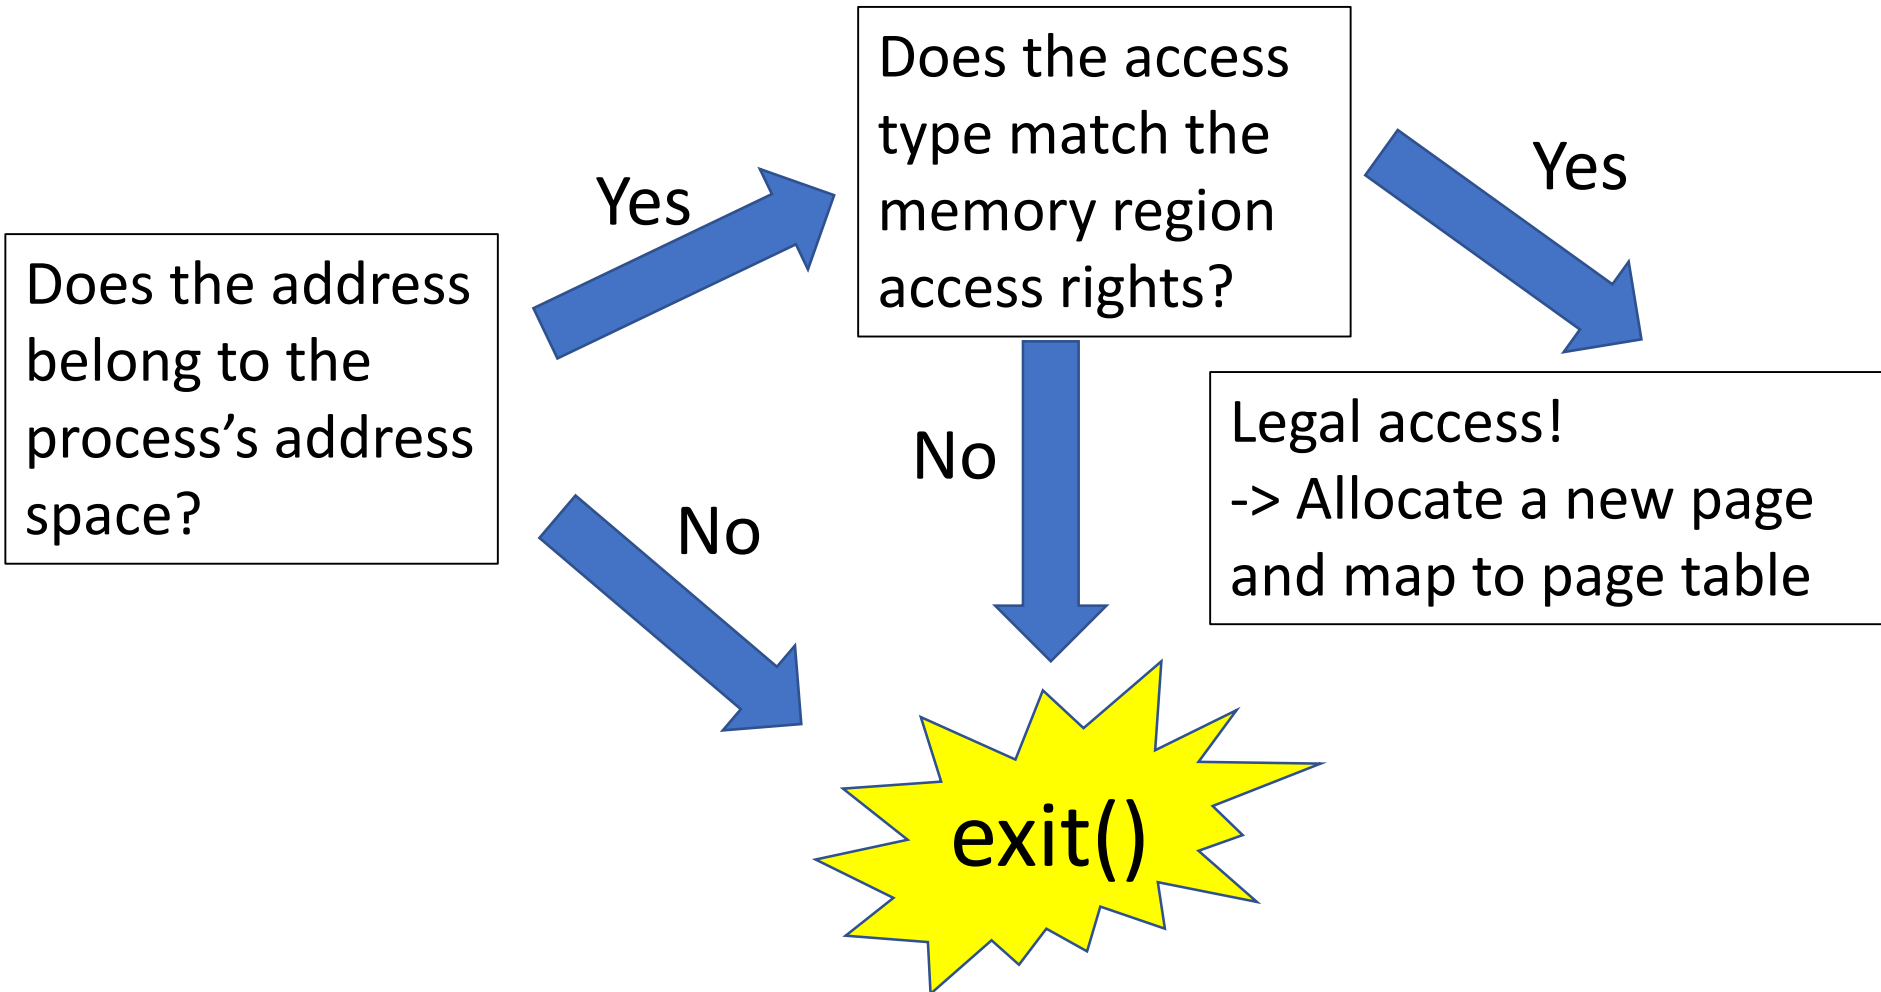 Does the address
belong to the
process’s address
space?
Yes
No
Does the access
type match the
memory region
access rights?
Yes
No
Legal access!
-> Allocate a new page
and map to page table
exit()